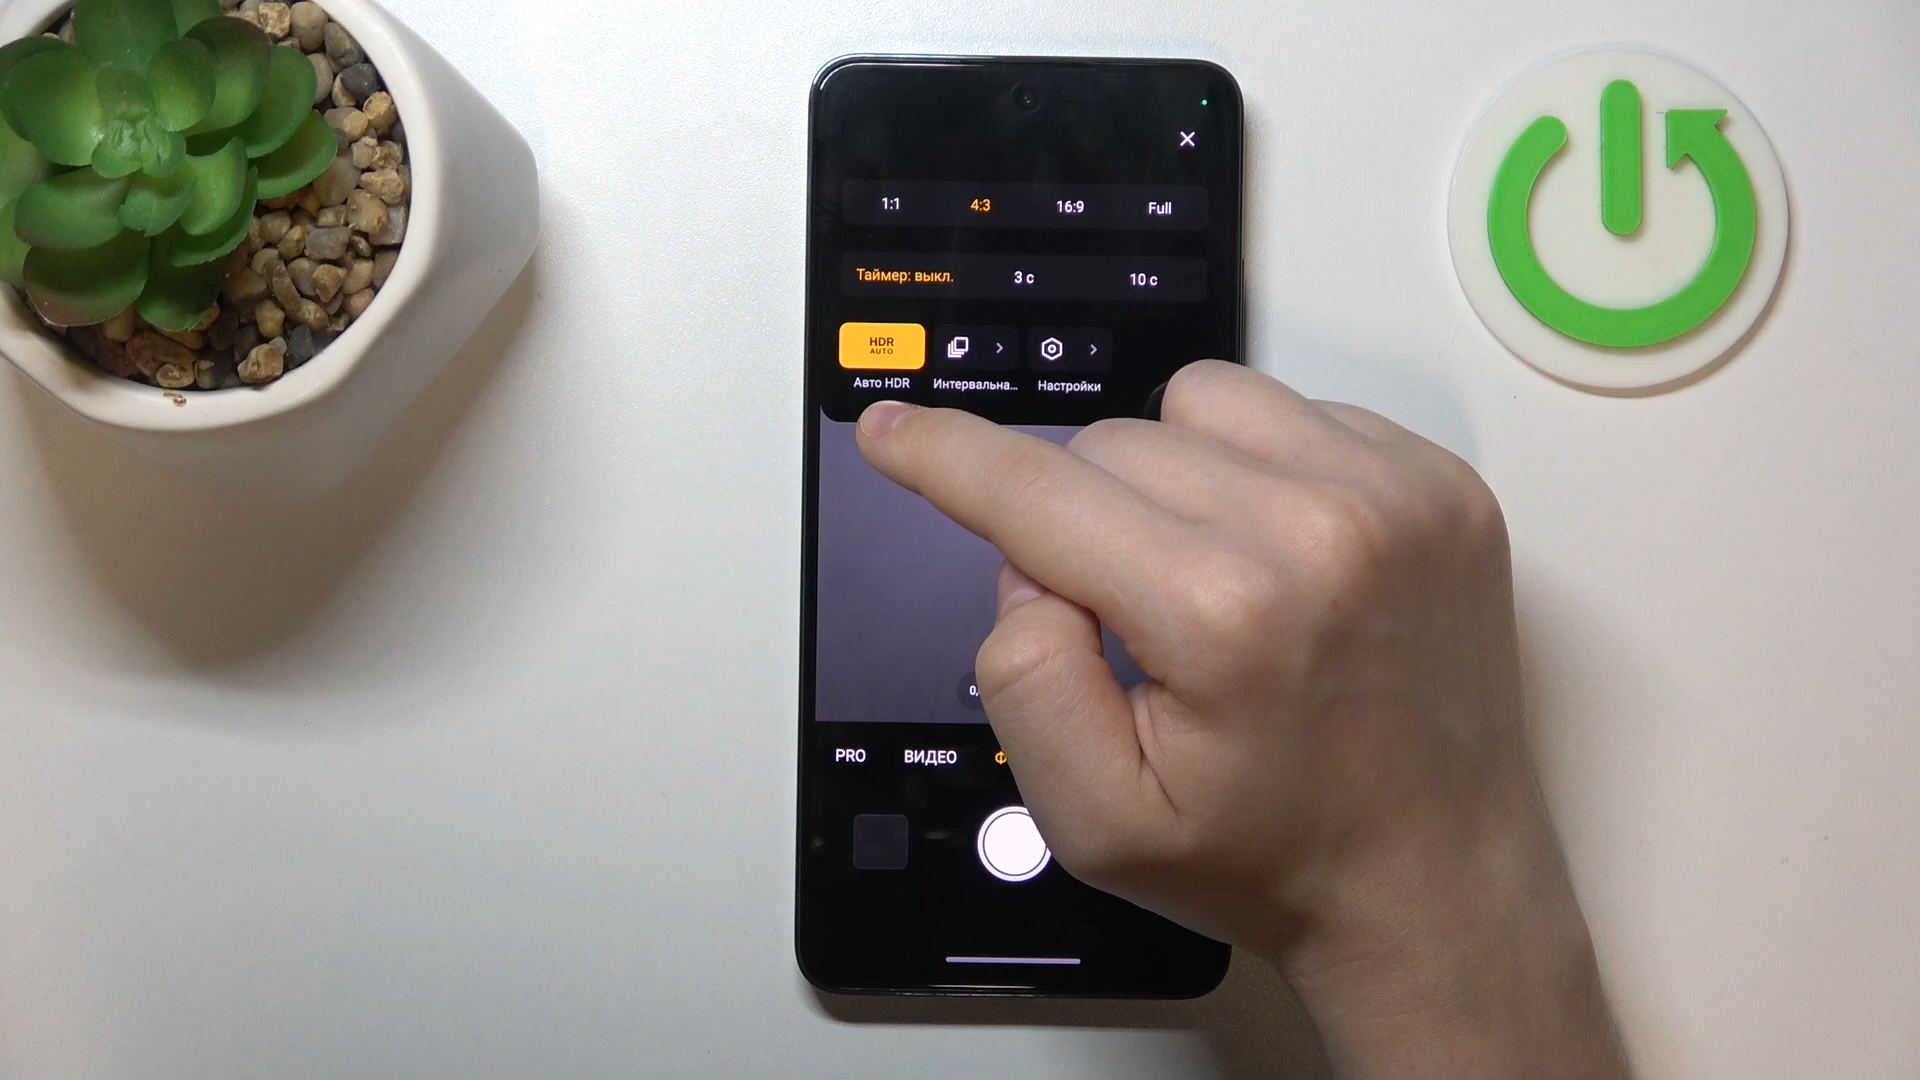 1:1 4:3 16:9 Full
Таймер: выкл. 3 с 10 с
HDR
AUTO
Авто HDR Интервальна... Настройки
PRO ВИДЕО